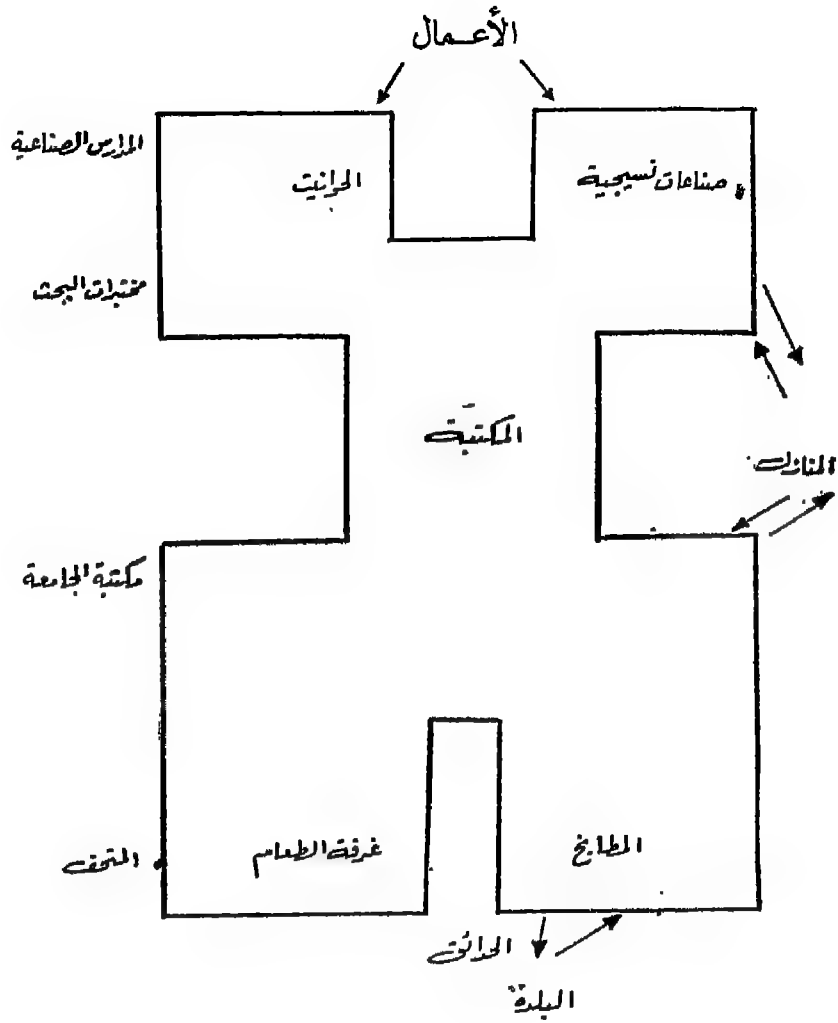 الأعمال
صناعات نسيجية
الحوانيت
المدارس الصناعية
مختبرات البحث
المكتبة
المنازل
مكتبة الجامعة
المطابخ
غرفة الطعام
المتحف
الحدائق
البلدة